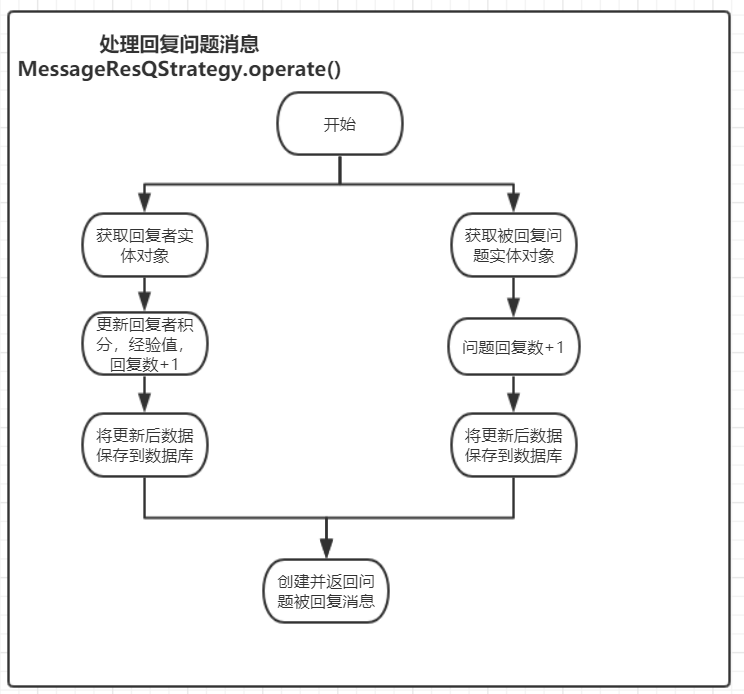 处理回复问题消息
MessageResQStrategy.operate()
开始
获取回复者实
体对象
获取被回复问
题实体对象
更新回复者积
分，经验值，
回复数+1
问题回复数+1
将更新后数据
保存到数据库
将更新后数据
保存到数据库
创建并返回问
题被回复消息